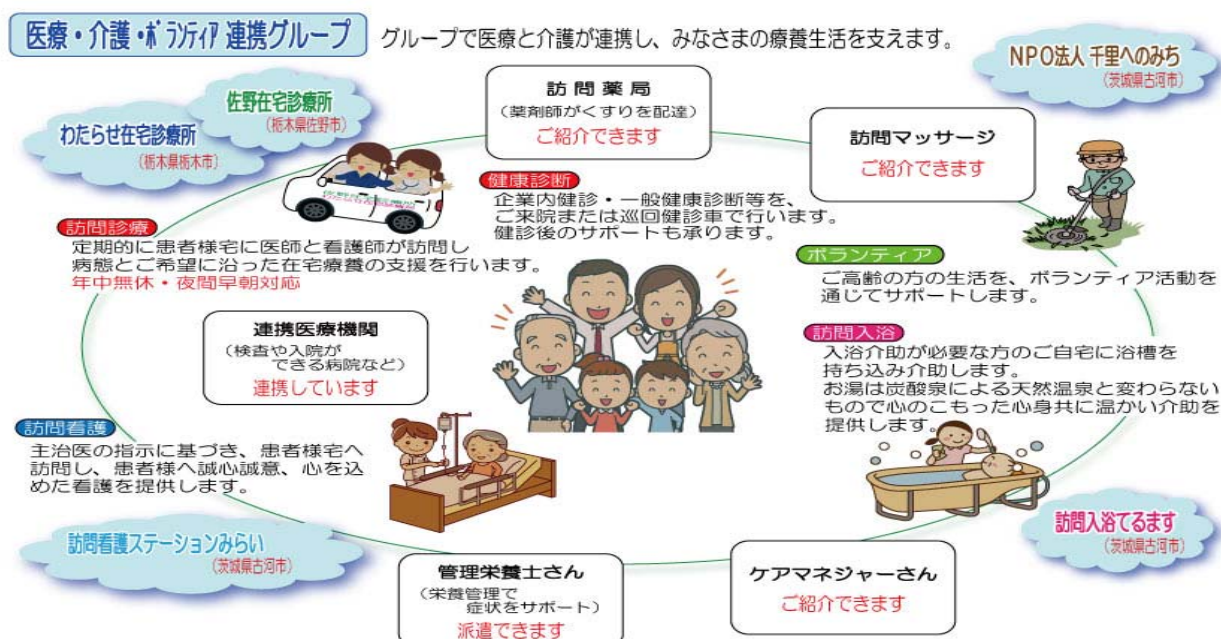 医療・介護・ボランティア 連携グループ
グループで医療と介護が連携し、みなさまの療養生活を支えます。
NPO法人 千里へのみち
(茨城県古河市)
佐野在宅診療所
(栃木県佐野市)
わたらせ在宅診療所
(栃木県栃木市)
訪問薬局
(薬剤師がくすりを配達)
ご紹介できます
訪問マッサージ
ご紹介できます
佐野在宅診療所
わたらせ在宅診療所
健康診断
企業内健診・一般健康診断等を、
ご来院または巡回健診車で行います。
健診後のサポートも承ります。
訪問診療
定期的に患者様宅に医師と看護師が訪問し
病態とご希望に沿った在宅療養の支援を行います。
年中無休・夜間早朝対応
ボランティア
ご高齢の方の生活を、ボランティア活動を
通じてサポートします。
連携医療機関
(検査や入院が
できる病院など)
連携しています
訪問入浴
入浴介助が必要な方のご自宅に浴槽を
持ち込み介助します。
お湯は炭酸泉による天然温泉と変わらない
もので心のこもった心身共に温かい介助を
提供します。
訪問看護
主治医の指示に基づき、患者様宅へ
訪問し、患者様へ誠心誠意、心を込
めた看護を提供します。
訪問看護ステーションみらい
(茨城県古河市)
訪問入浴てるます
(茨城県古河市)
管理栄養士さん
(栄養管理で
症状をサポート)
派遣できます
ケアマネジャーさん
ご紹介できます